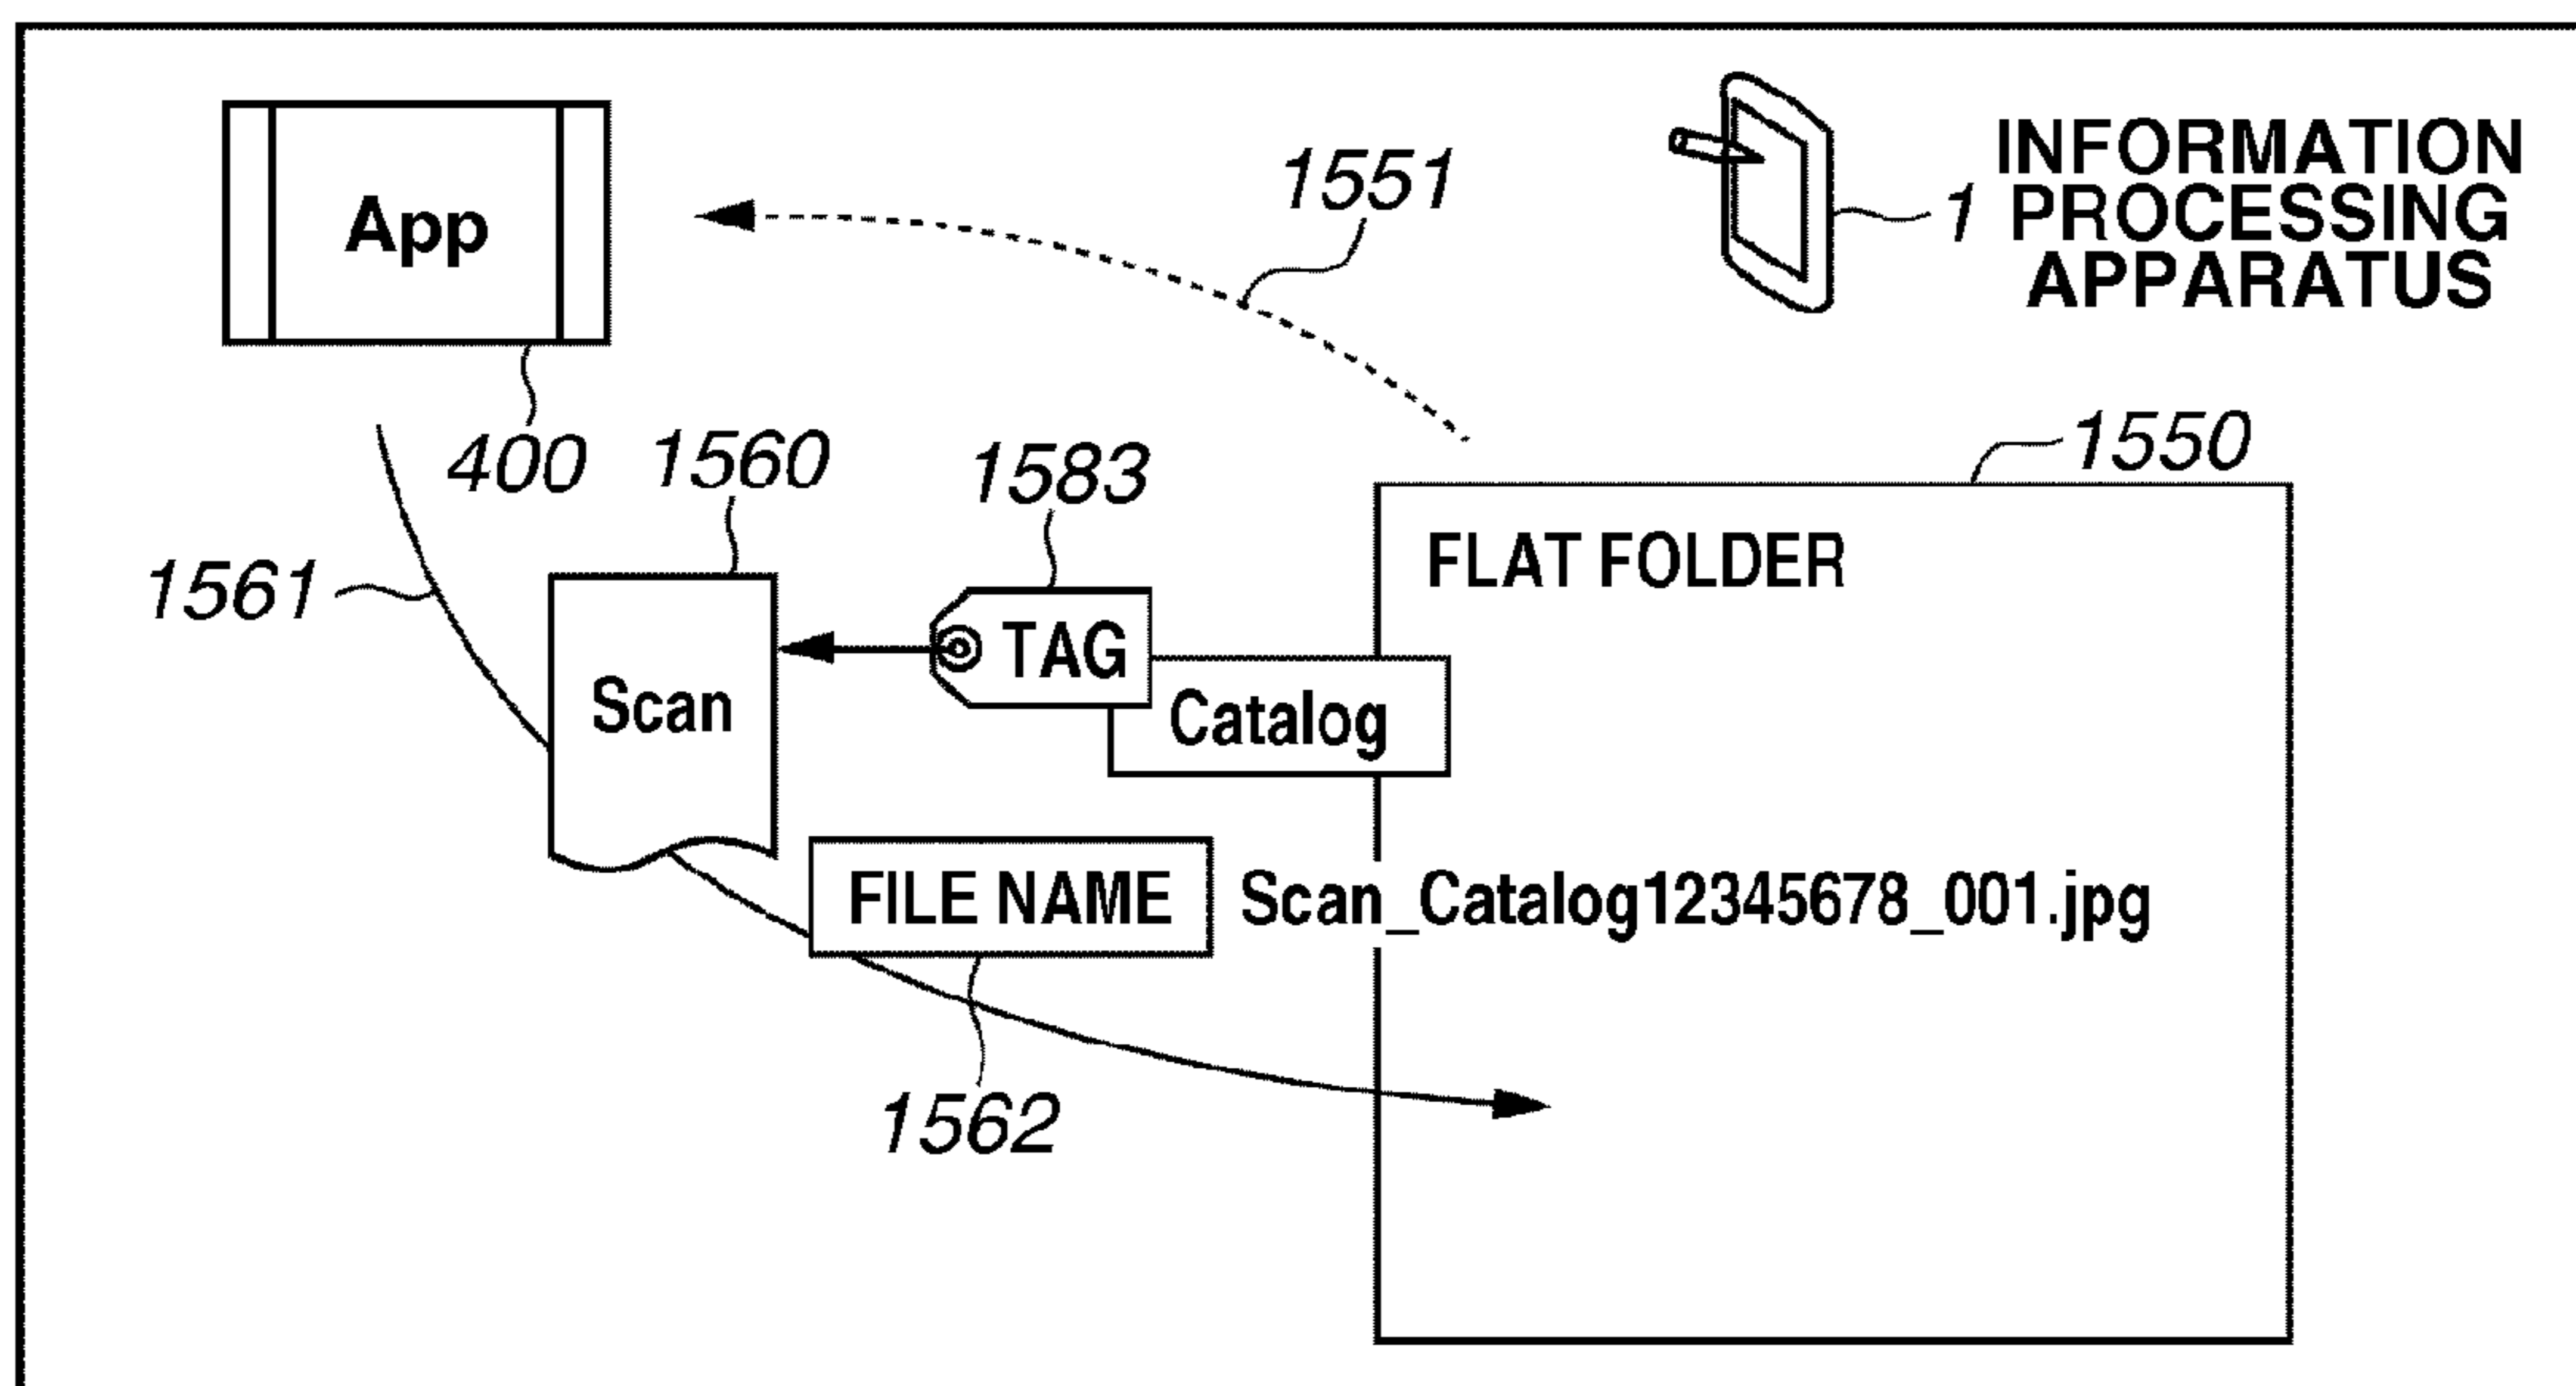 App
400
1551
1 INFORMATION
PROCESSING
APPARATUS
1561
1560
1583
1550
Scan
TAG
Catalog
FLAT FOLDER
FILE NAME
Scan_Catalog12345678_001.jpg
1562